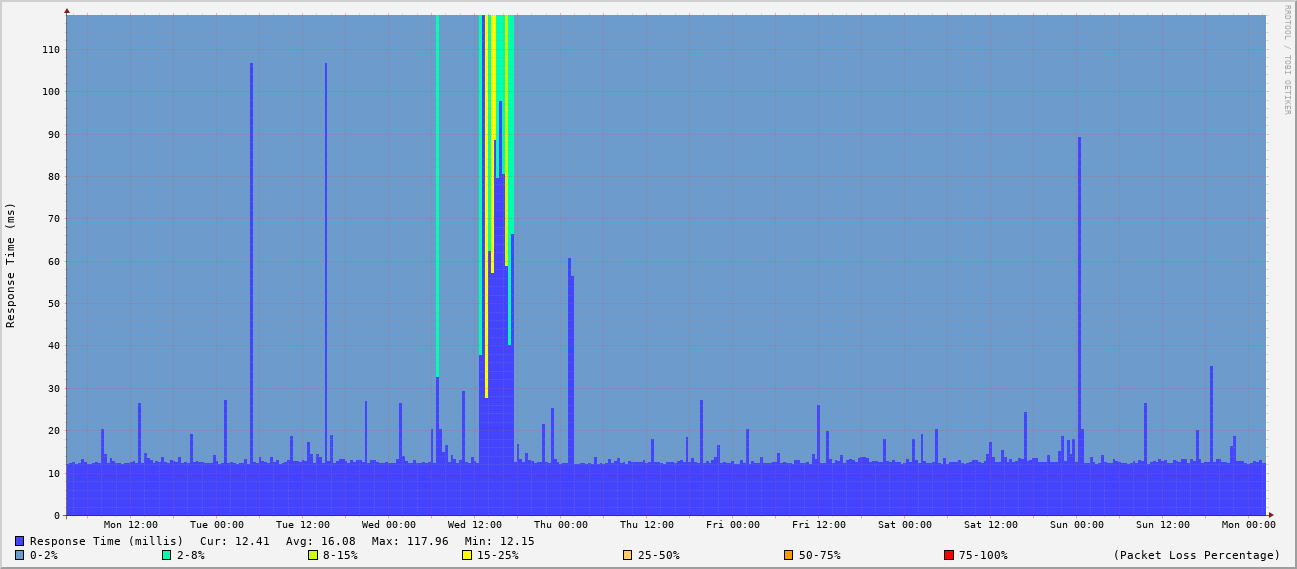 RRDTOOL / TOBI OETIKER
Response Time (ms)
110
100
90
80
70
60
50
40
30
20
10
0
Mon 12:00 Tue 00:00 Tue 12:00 Wed 00:00 Wed 12:00 Thu 00:00 Thu 12:00 Fri 00:00 Fri 12:00 Sat 00:00 Sat 12:00 Sun 00:00 Sun 12:00 Mon 00:00
Response Time (millis) Cur: 12.41 Avg: 16.08 Max: 117.96 Min: 12.15
0-2% 2-8% 8-15% 15-25% 25-50% 50-75% 75-100% (Packet Loss Percentage)